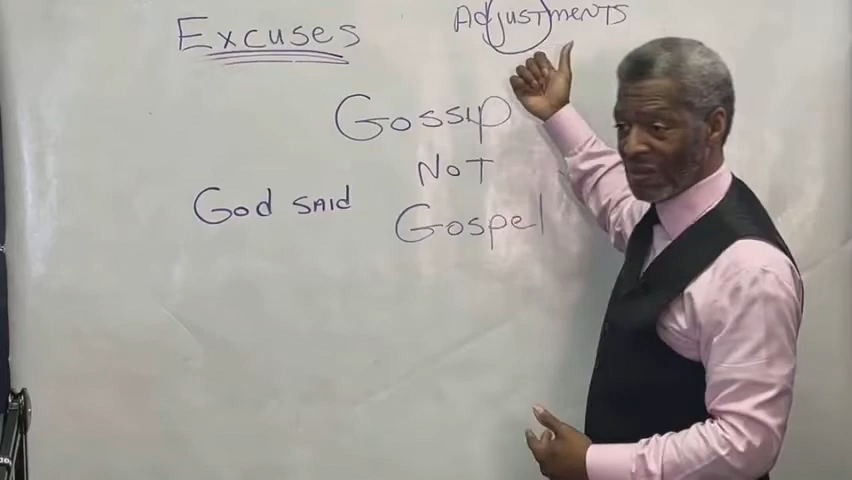 Excuses
AdjustmeNTS
Gossip
NOT
God SAID
Gospel